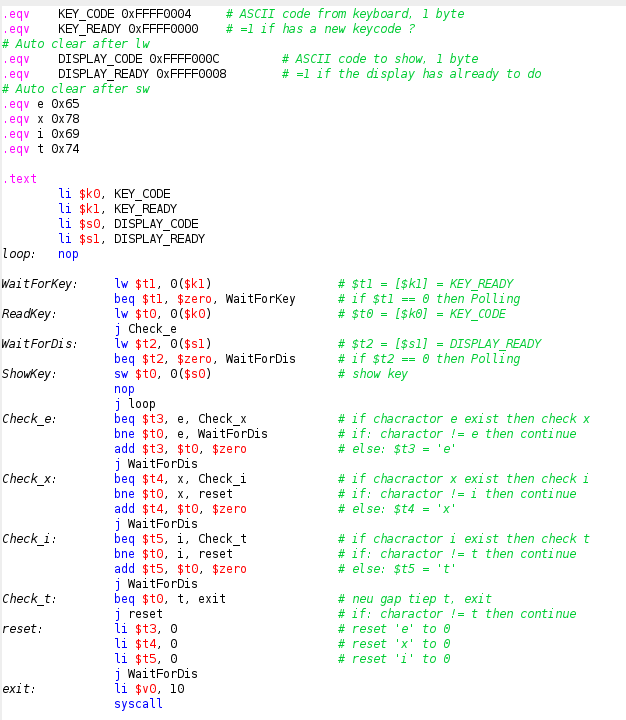 .eqv    KEY_CODE 0xFFFF0004     # ASCII code from keyboard, 1 byte
.eqv    KEY_READY 0xFFFF0000    # =1 if has a new keycode ?
# Auto clear after lw
.eqv    DISPLAY_CODE 0xFFFF000C         # ASCII code to show, 1 byte
.eqv    DISPLAY_READY 0xFFFF0008        # =1 if the display has already to do
# Auto clear after sw
.eqv e 0x65
.eqv x 0x78
.eqv i 0x69
.eqv t 0x74
.text
        li $k0, KEY_CODE
        li $k1, KEY_READY
        li $s0, DISPLAY_CODE
        li $s1, DISPLAY_READY
loop:   nop
WaitForKey:     lw $t1, 0($k1)                  # $t1 = [$k1] = KEY_READY
                beq $t1, $zero, WaitForKey      # if $t1 == 0 then Polling
ReadKey:        lw $t0, 0($k0)                  # $t0 = [$k0] = KEY_CODE
                j Check_e
WaitForDis:     lw $t2, 0($s1)                  # $t2 = [$s1] = DISPLAY_READY
                beq $t2, $zero, WaitForDis      # if $t2 == 0 then Polling
ShowKey:        sw $t0, 0($s0)                  # show key
                nop
                j loop
Check_e:        beq $t3, e, Check_x             # if chacractor e exist then check x
                bne $t0, e, WaitForDis          # if: charactor != e then continue
                add $t3, $t0, $zero             # else: $t3 = 'e'
                j WaitForDis
Check_x:        beq $t4, x, Check_i             # if chacractor x exist then check i
                bne $t0, x, reset               # if: charactor != i then continue
                add $t4, $t0, $zero             # else: $t4 = 'x'
                j WaitForDis
Check_i:        beq $t5, i, Check_t             # if chacractor i exist then check t
                bne $t0, i, reset               # if: charactor != t then continue
                add $t5, $t0, $zero             # else: $t5 = 't'
                j WaitForDis
Check_t:        beq $t0, t, exit                # neu gap tiep t, exit
                j reset                         # if: charactor != t then continue
reset:          li $t3, 0                       # reset 'e' to 0
                li $t4, 0                       # reset 'x' to 0
                li $t5, 0                       # reset 'i' to 0
                j WaitForDis
exit:           li $v0, 10
                syscall